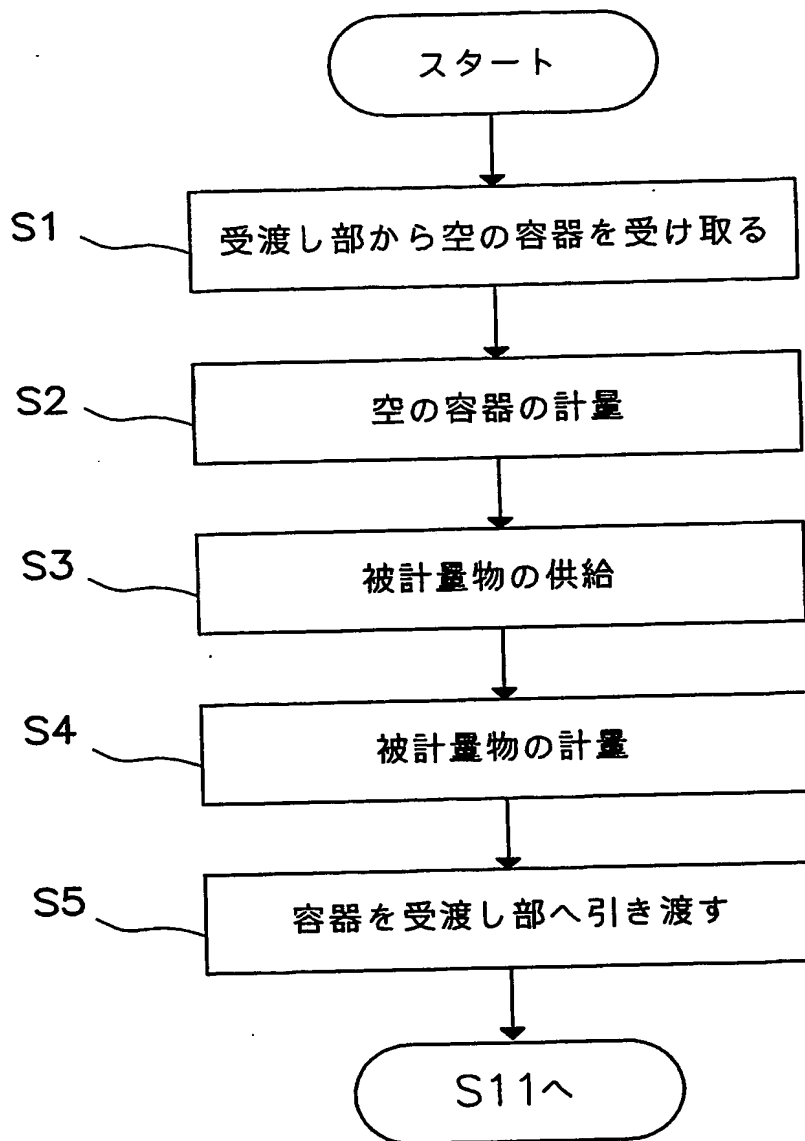 スタート
S1 受渡し部から空の容器を受け取る
S2 空の容器の計量
S3 被計量物の供給
S4 被計量物の計量
S5 容器を受渡し部へ引き渡す
S11へ